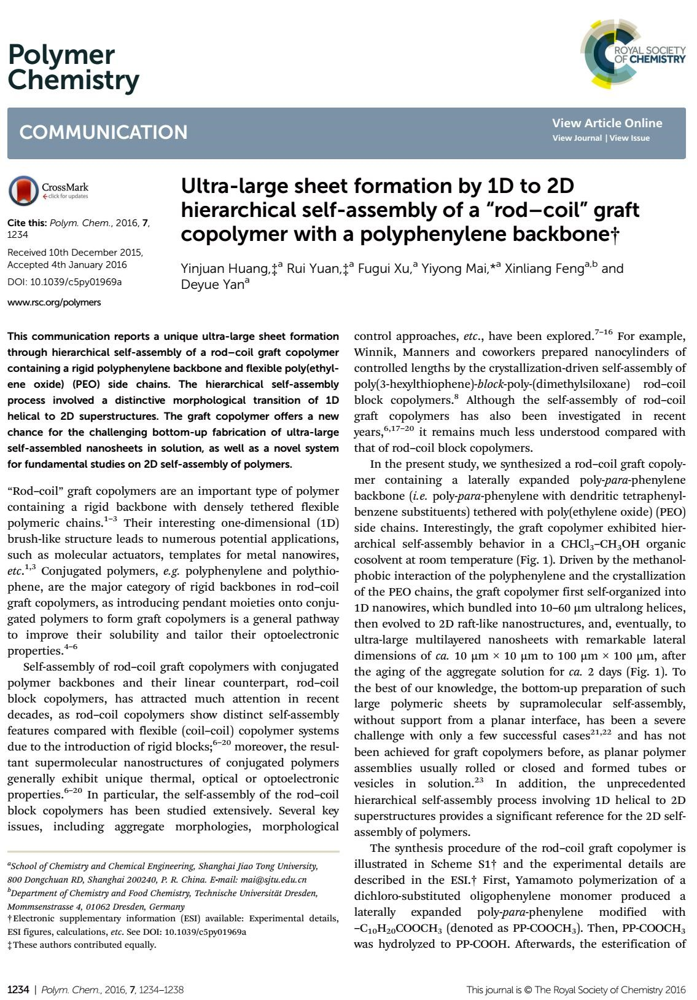 Polymer
Chemistry
ROYAL SOCIETY
OF CHEMISTRY
COMMUNICATION
View Article Online
View Journal | View Issue
CrossMark
click for updates
Cite this: Polym. Chem., 2016, 7,
1234
Received 10th December 2015,
Accepted 4th January 2016
DOI: 10.1039/c5py01969a
www.rsc.org/polymers
Ultra-large sheet formation by 1D to 2D
hierarchical self-assembly of a “rod–coil” graft
copolymer with a polyphenylene backbone†
Yinjuan Huang,‡ᵃ Rui Yuan,‡ᵃ Fugui Xu,ᵃ Yiyong Mai,*ᵃ Xinliang Fengᵃ,ᵇ and
Deyue Yanᵃ
This communication reports a unique ultra-large sheet formation
through hierarchical self-assembly of a rod–coil graft copolymer
containing a rigid polyphenylene backbone and flexible poly(ethyl-
ene oxide) (PEO) side chains. The hierarchical self-assembly
process involved a distinctive morphological transition of 1D
helical to 2D superstructures. The graft copolymer offers a new
chance for the challenging bottom-up fabrication of ultra-large
self-assembled nanosheets in solution, as well as a novel system
for fundamental studies on 2D self-assembly of polymers.
“Rod–coil” graft copolymers are an important type of polymer
containing a rigid backbone with densely tethered flexible
polymeric chains.¹⁻³ Their interesting one-dimensional (1D)
brush-like structure leads to numerous potential applications,
such as molecular actuators, templates for metal nanowires,
etc.¹,³ Conjugated polymers, e.g. polyphenylene and polythio-
phene, are the major category of rigid backbones in rod–coil
graft copolymers, as introducing pendant moieties onto conju-
gated polymers to form graft copolymers is a general pathway
to improve their solubility and tailor their optoelectronic
properties.⁴⁻⁶
Self-assembly of rod–coil graft copolymers with conjugated
polymer backbones and their linear counterpart, rod–coil
block copolymers, has attracted much attention in recent
decades, as rod–coil copolymers show distinct self-assembly
features compared with flexible (coil–coil) copolymer systems
due to the introduction of rigid blocks;⁶⁻²⁰ moreover, the resul-
tant supermolecular nanostructures of conjugated polymers
generally exhibit unique thermal, optical or optoelectronic
properties.⁶⁻²⁰ In particular, the self-assembly of the rod–coil
block copolymers has been studied extensively. Several key
issues, including aggregate morphologies, morphological
ᵃSchool of Chemistry and Chemical Engineering, Shanghai Jiao Tong University,
800 Dongchuan RD, Shanghai 200240, P. R. China. E-mail: mai@sjtu.edu.cn
ᵇDepartment of Chemistry and Food Chemistry, Technische Universität Dresden,
Mommsenstrasse 4, 01062 Dresden, Germany
†Electronic supplementary information (ESI) available: Experimental details,
ESI figures, calculations, etc. See DOI: 10.1039/c5py01969a
‡These authors contributed equally.
control approaches, etc., have been explored.⁷⁻¹⁶ For example,
Winnik, Manners and coworkers prepared nanocylinders of
controlled lengths by the crystallization-driven self-assembly of
poly(3-hexylthiophene)-block-poly-(dimethylsiloxane) rod–coil
block copolymers.⁸ Although the self-assembly of rod–coil
graft copolymers has also been investigated in recent
years,⁶,¹⁷⁻²⁰ it remains much less understood compared with
that of rod–coil block copolymers.
In the present study, we synthesized a rod–coil graft copoly-
mer containing a laterally expanded poly-para-phenylene
backbone (i.e. poly-para-phenylene with dendritic tetraphenyl-
benzene substituents) tethered with poly(ethylene oxide) (PEO)
side chains. Interestingly, the graft copolymer exhibited hier-
archical self-assembly behavior in a CHCl₃–CH₃OH organic
cosolvent at room temperature (Fig. 1). Driven by the methanol-
phobic interaction of the polyphenylene and the crystallization
of the PEO chains, the graft copolymer first self-organized into
1D nanowires, which bundled into 10–60 μm ultralong helices,
then evolved to 2D raft-like nanostructures, and, eventually, to
ultra-large multilayered nanosheets with remarkable lateral
dimensions of ca. 10 μm × 10 μm to 100 μm × 100 μm, after
the aging of the aggregate solution for ca. 2 days (Fig. 1). To
the best of our knowledge, the bottom-up preparation of such
large polymeric sheets by supramolecular self-assembly,
without support from a planar interface, has been a severe
challenge with only a few successful cases²¹,²² and has not
been achieved for graft copolymers before, as planar polymer
assemblies usually rolled or closed and formed tubes or
vesicles in solution.²³ In addition, the unprecedented
hierarchical self-assembly process involving 1D helical to 2D
superstructures provides a significant reference for the 2D self-
assembly of polymers.
The synthesis procedure of the rod–coil graft copolymer is
illustrated in Scheme S1† and the experimental details are
described in the ESI.† First, Yamamoto polymerization of a
dichloro-substituted oligophenylene monomer produced a
laterally expanded poly-para-phenylene modified with
–C₁₀H₂₀COOCH₃ (denoted as PP-COOCH₃). Then, PP-COOCH₃
was hydrolyzed to PP-COOH. Afterwards, the esterification of
1234 | Polym. Chem., 2016, 7, 1234–1238
This journal is © The Royal Society of Chemistry 2016